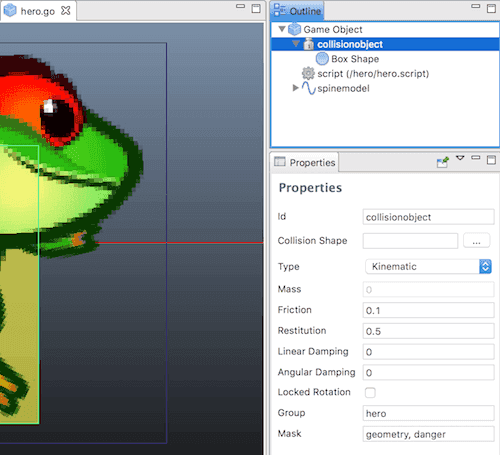 hero.go
Outline
Game Object
collisionobject
Box Shape
script (/hero/hero.script)
spinemodel
Properties
Properties
Id collisionobject
Collision Shape ...
Type Kinematic
Mass 0
Friction 0.1
Restitution 0.5
Linear Damping 0
Angular Damping 0
Locked Rotation
Group hero
Mask geometry, danger